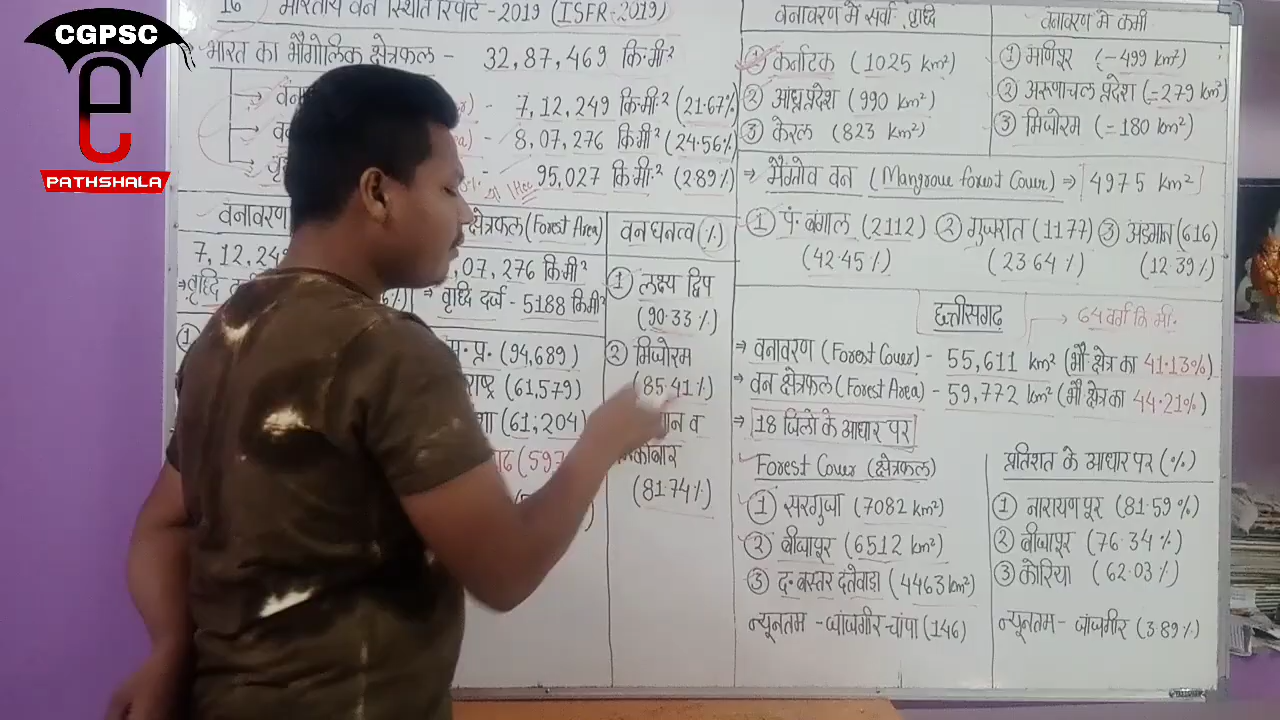 CGPSC
PATHSHALA
16 भारतीय वन स्थिति रिपोर्ट - 2019 (ISFR-2019)
भारत का भौगोलिक क्षेत्रफल - 32,87,469 कि.मी.²
- 7,12,249 कि.मी.² (21.67%)
- 8,07,276 कि.मी² (24.56%)
- 95,027 कि.मी.² (2.89%)
वनावरण
7, 12, 24
क्षेत्रफल (Forest Area)
,07,276 कि.मी²
⇒ वृध्दि दर्ज - 5188 किमी²
①
म.प्र. (94,689)
राष्ट्र (61,579)
(61,204)
(597
वन घनत्व (%)
① लक्ष्य द्विप
(90.33%)
② मिजोरम
(85.41%)
मान व
निकोबार
(81.74%)
वनावरण में सर्वा. वृध्दि
① कर्नाटक (1025 km²)
② आंध्रप्रदेश (990 km²)
③ केरल (823 km²)
वनावरण में कमी
① मणिपुर (-499 km²)
② अरुणाचल प्रदेश (-279 km²)
③ मिजोरम (-180 km²)
⇒ मैंग्रोव वन (Mangrove forest Cover) ⇒ [4975 km²]
① पं. बंगाल (2112) ② गुजरात (1177) ③ अंडमान (616)
(42.45%) (23.64%) (12.39%)
छत्तीसगढ़ → 64 वर्ग कि.मी.
⇒ वनावरण (Forest Cover) - 55,611 km² (भौ. क्षेत्र का 41.13%)
⇒ वन क्षेत्रफल (Forest Area) - 59,772 km² (भौ क्षेत्र का 44.21%)
⇒ 18 जिलों के आधार पर
Forest Cover (क्षेत्रफल)
① सरगुजा (7082 km²)
② बीजापुर (6512 km²)
③ द. बस्तर दंतेवाड़ा (4463 km²)
न्यूनतम - जांजगीर-चांपा (146)
प्रतिशत के आधार पर (%)
① नारायणपुर (81.59%)
② बीजापुर (76.34%)
③ कोरिया (62.03%)
न्यूनतम - जांजगीर (3.89%)